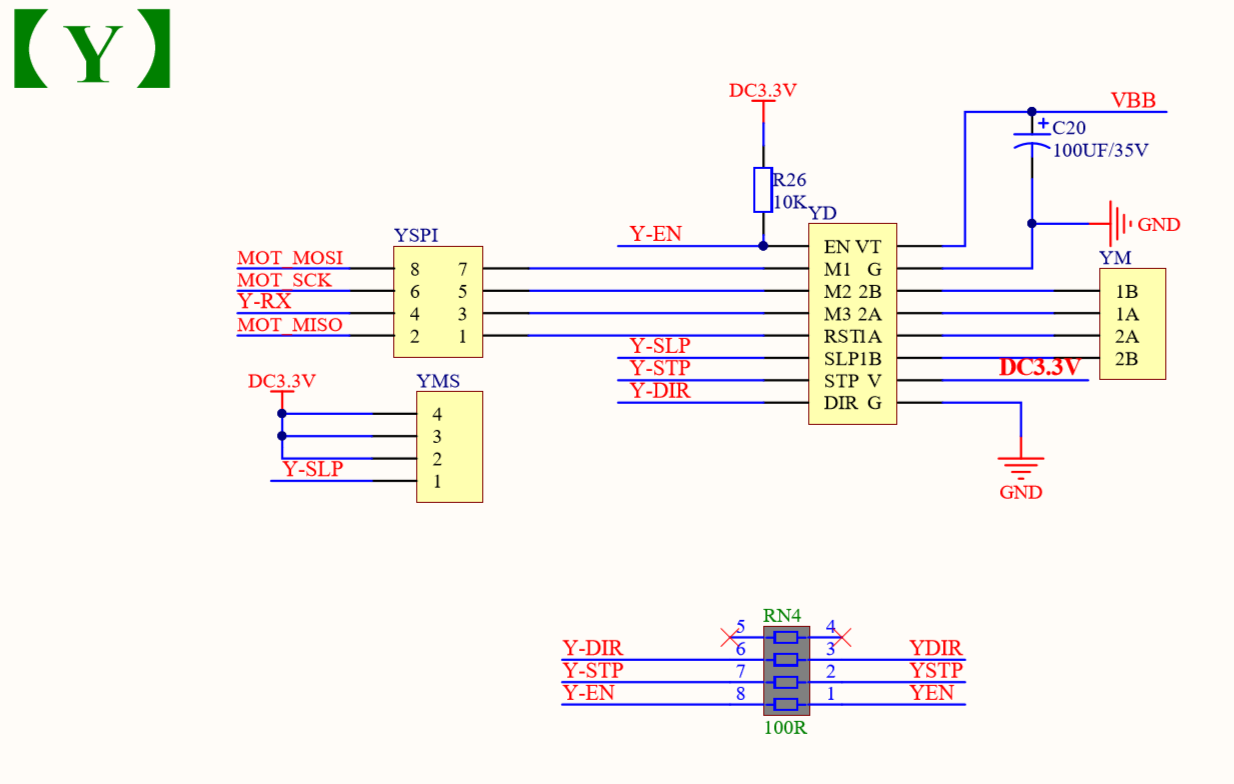 【Y】
DC3.3V
VBB
+
C20
100UF/35V
R26
10K
YD
GND
Y-EN
EN VT
YSPI
YM
MOT_MOSI
8 7
M1 G
MOT_SCK
6 5
M2 2B
1B
Y-RX
4 3
M3 2A
1A
MOT_MISO
2 1
RST1A
2A
Y-SLP
SLP1B
2B
Y-STP
DC3.3V
STP V
Y-DIR
DIR G
DC3.3V
YMS
4
3
2
Y-SLP
1
GND
RN4
5 4
Y-DIR 6 3 YDIR
Y-STP 7 2 YSTP
Y-EN 8 1 YEN
100R